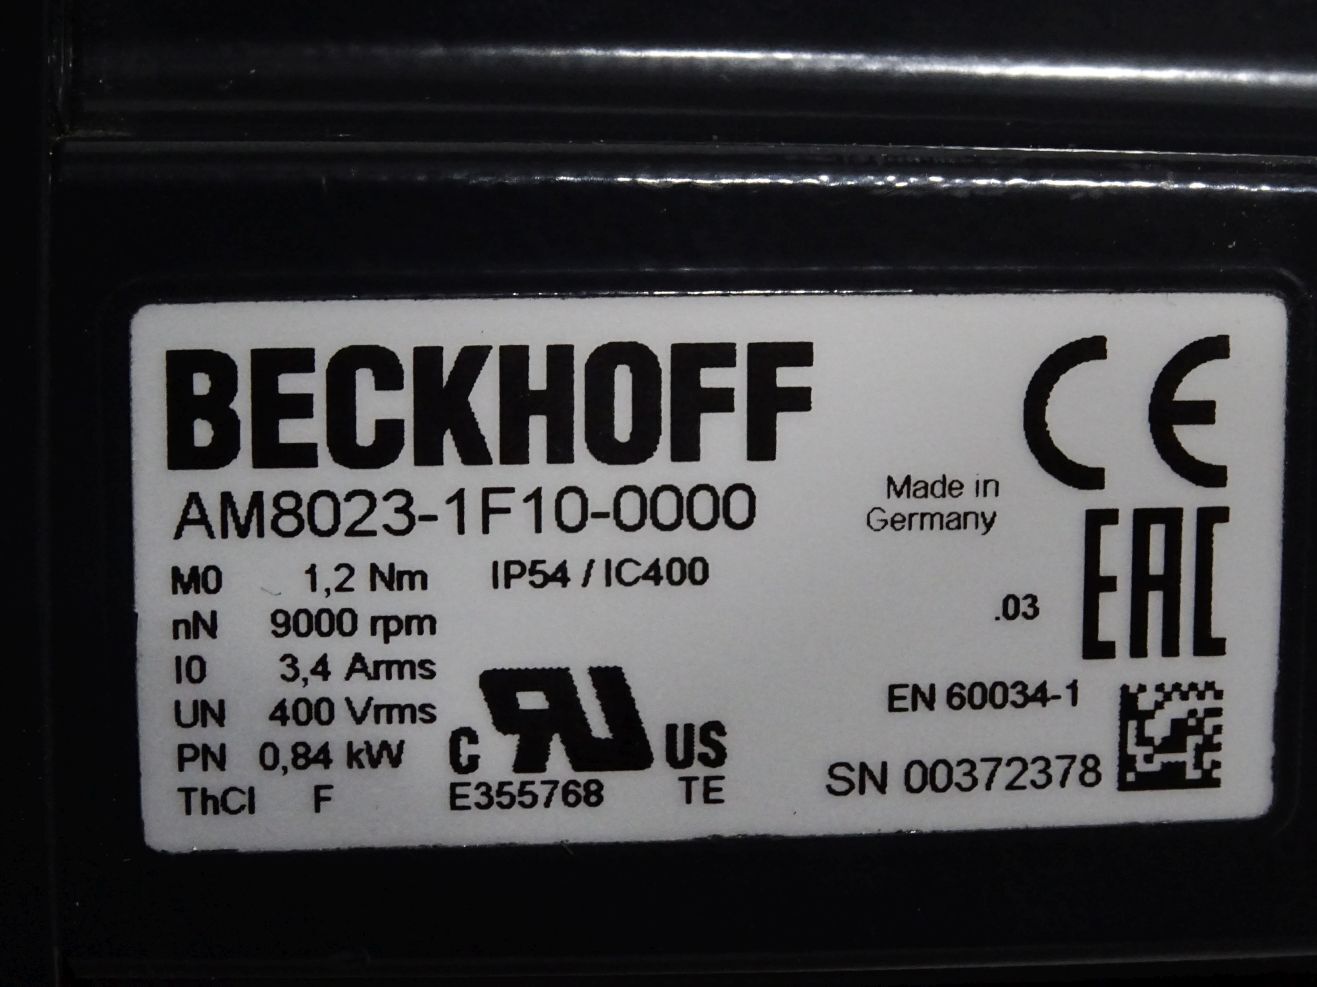 BECKHOFF
CE
AM8023-1F10-0000
Made in
Germany
EAC
M0 1,2 Nm IP54 / IC400
nN 9000 rpm
.03
I0 3,4 Arms
UN 400 Vrms
EN 60034-1
PN 0,84 kW
c RU US
ThCl F
E355768 TE
SN 00372378